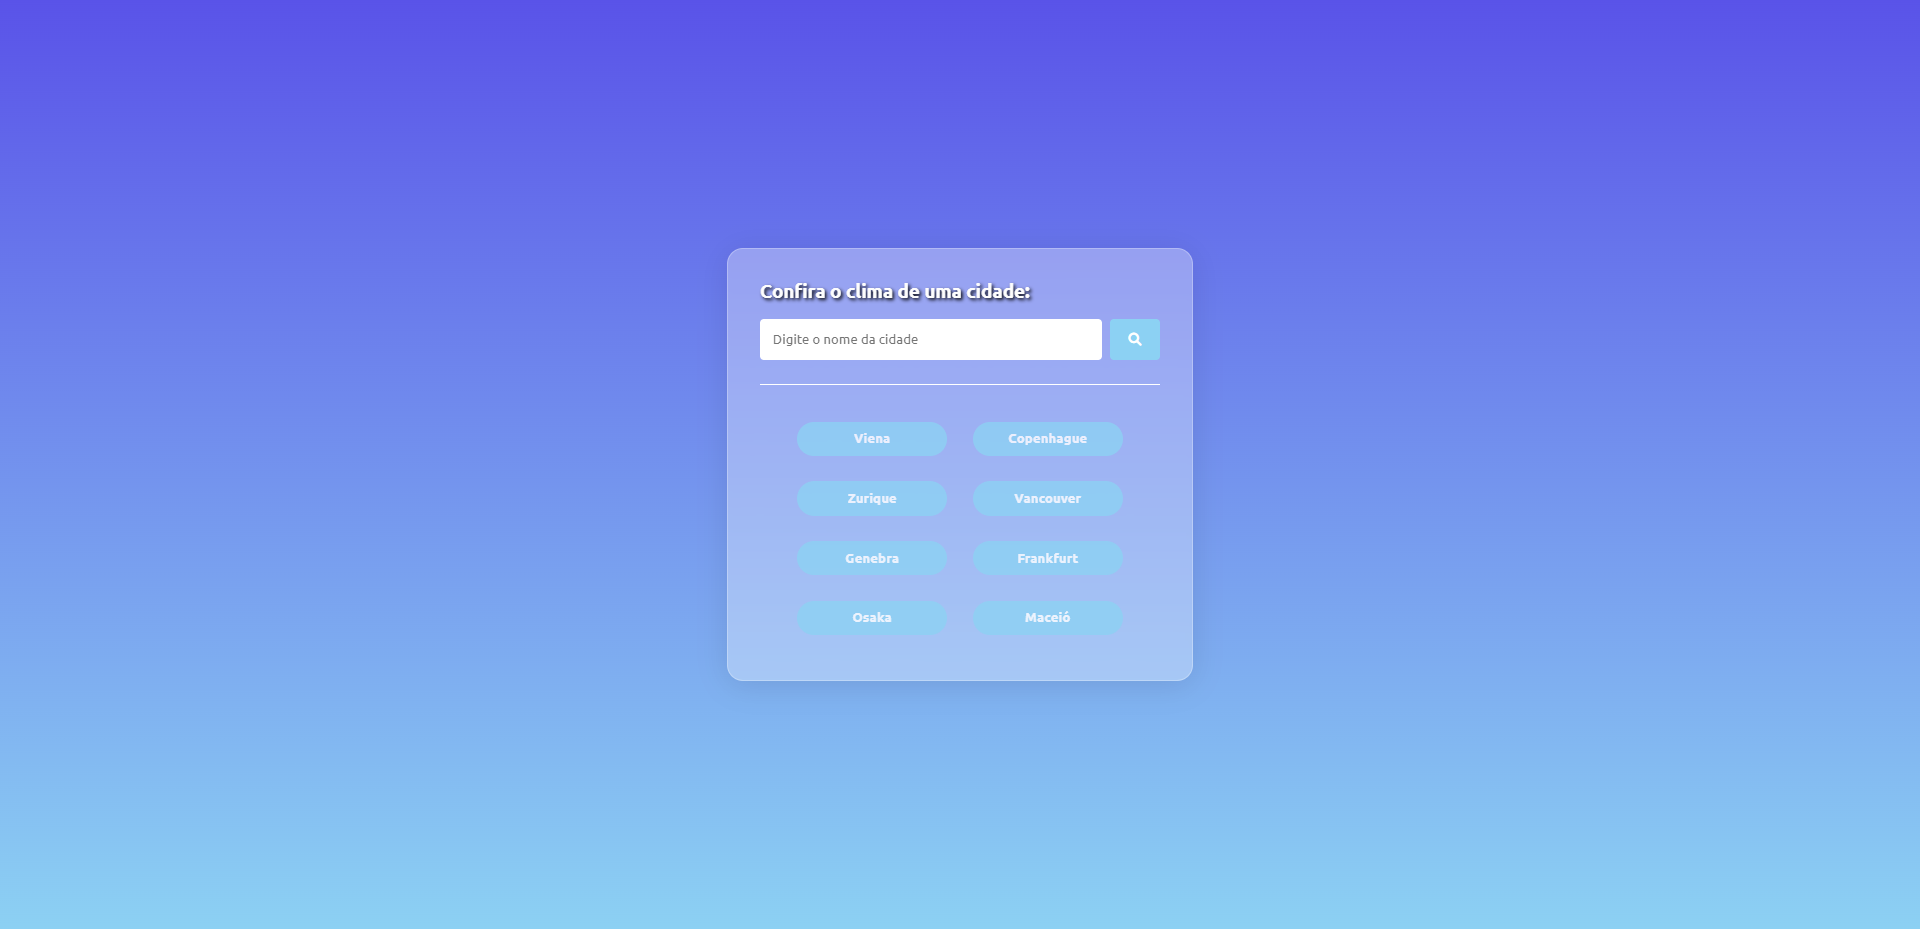 Confira o clima de uma cidade:
Digite o nome da cidade
Viena
Copenhague
Zurique
Vancouver
Genebra
Frankfurt
Osaka
Maceió